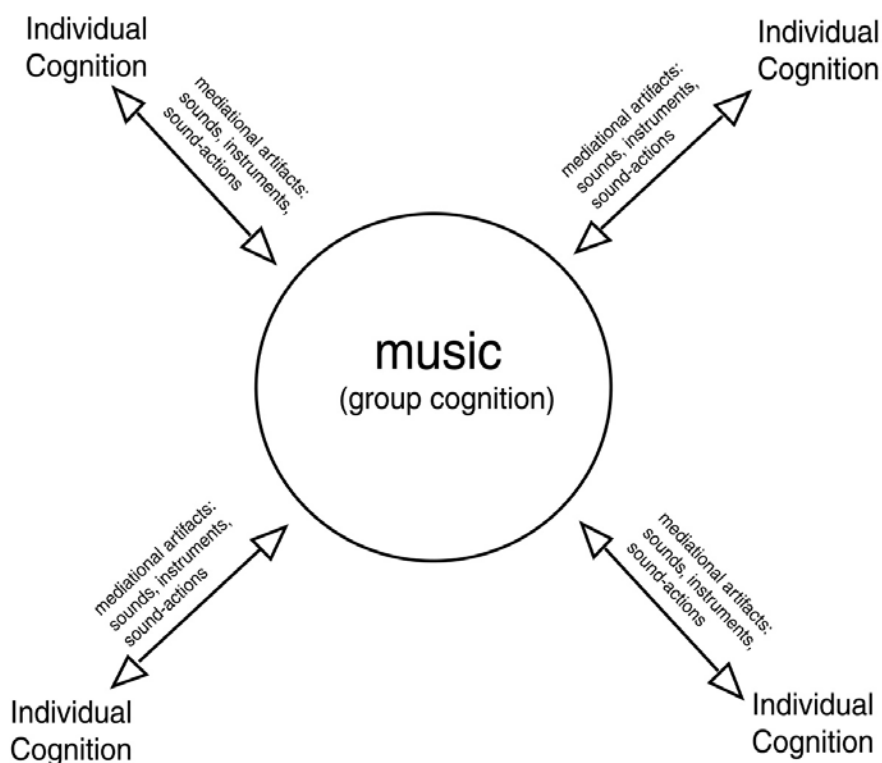 Individual
Cognition
mediational artifacts:
sounds, instruments,
sound-actions
Individual
Cognition
mediational artifacts:
sounds, instruments,
sound-actions
music
(group cognition)
mediational artifacts:
sounds, instruments,
sound-actions
Individual
Cognition
mediational artifacts:
sounds, instruments,
sound-actions
Individual
Cognition